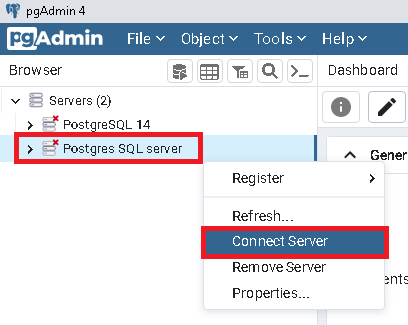 pgAdmin 4
pgAdmin File Object Tools Help
Browser Dashboard
Servers (2)
PostgreSQL 14
Postgres SQL server
Gener
Register
Refresh...
Connect Server
Remove Server
Properties...
ents